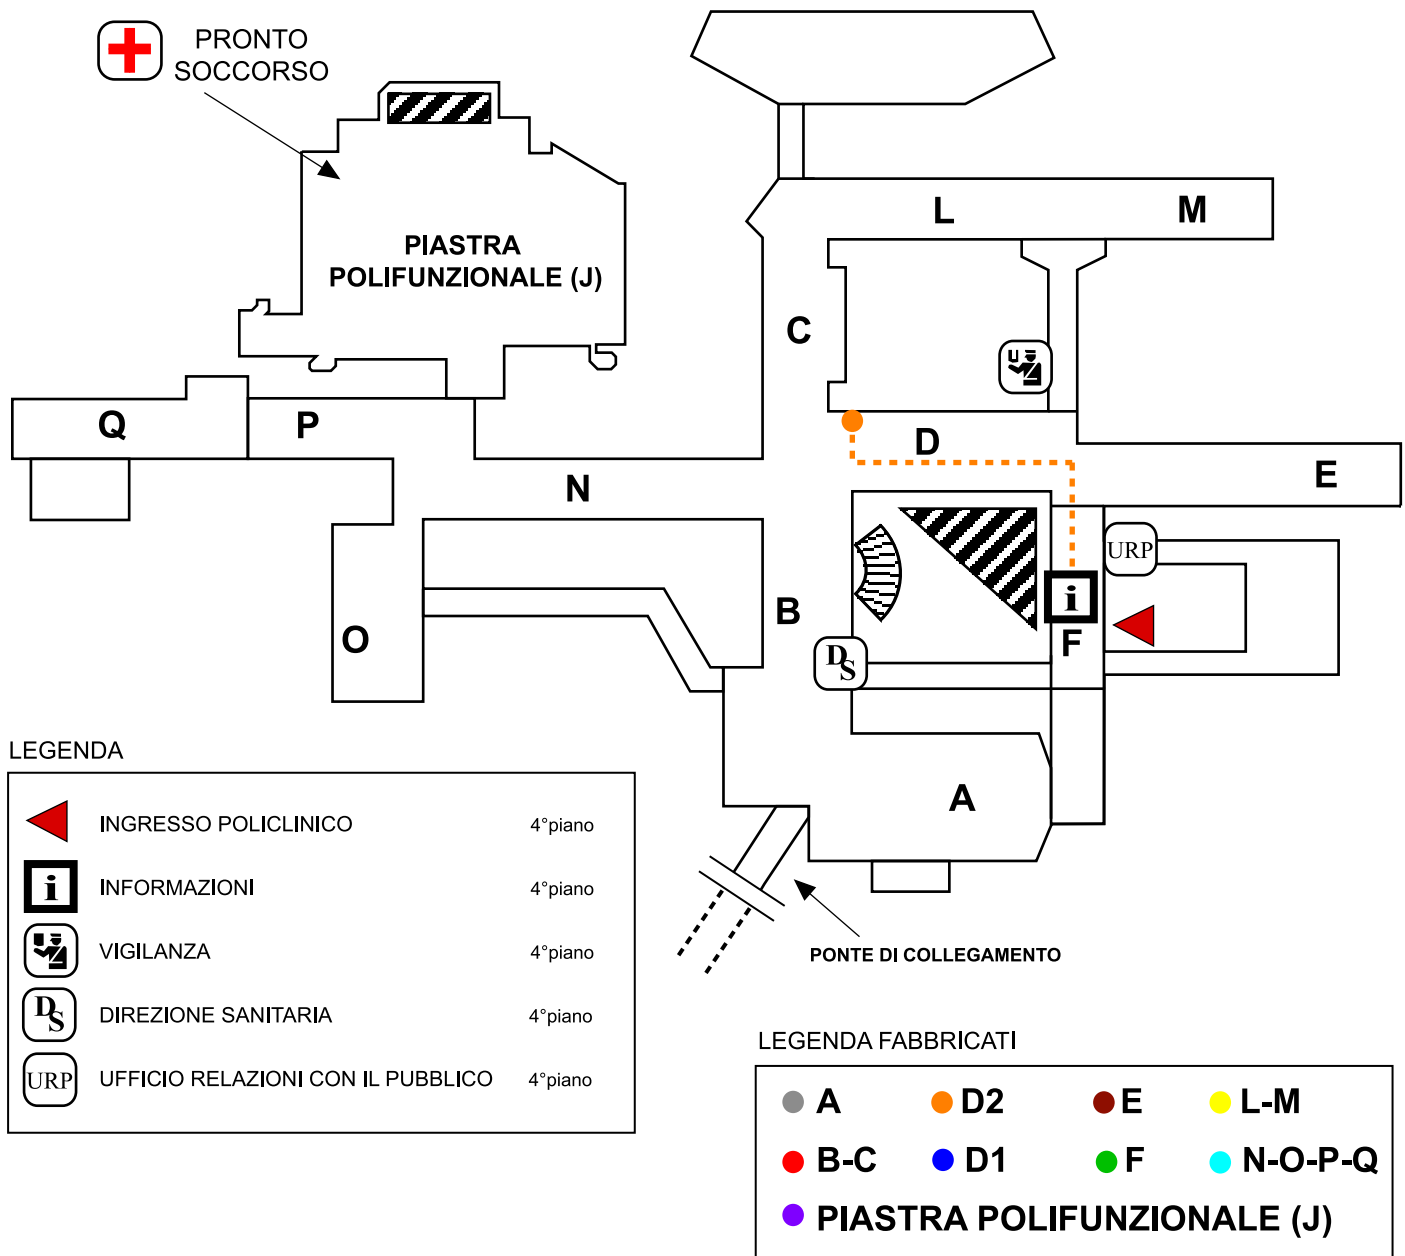 PRONTO
SOCCORSO
PIASTRA
POLIFUNZIONALE (J)
L
M
C
Q
P
D
N
E
URP
i
B
O
F
DS
A
PONTE DI COLLEGAMENTO
LEGENDA
INGRESSO POLICLINICO 4°piano
i INFORMAZIONI 4°piano
VIGILANZA 4°piano
DS DIREZIONE SANITARIA 4°piano
URP UFFICIO RELAZIONI CON IL PUBBLICO 4°piano
LEGENDA FABBRICATI
A D2 E L-M
B-C D1 F N-O-P-Q
PIASTRA POLIFUNZIONALE (J)